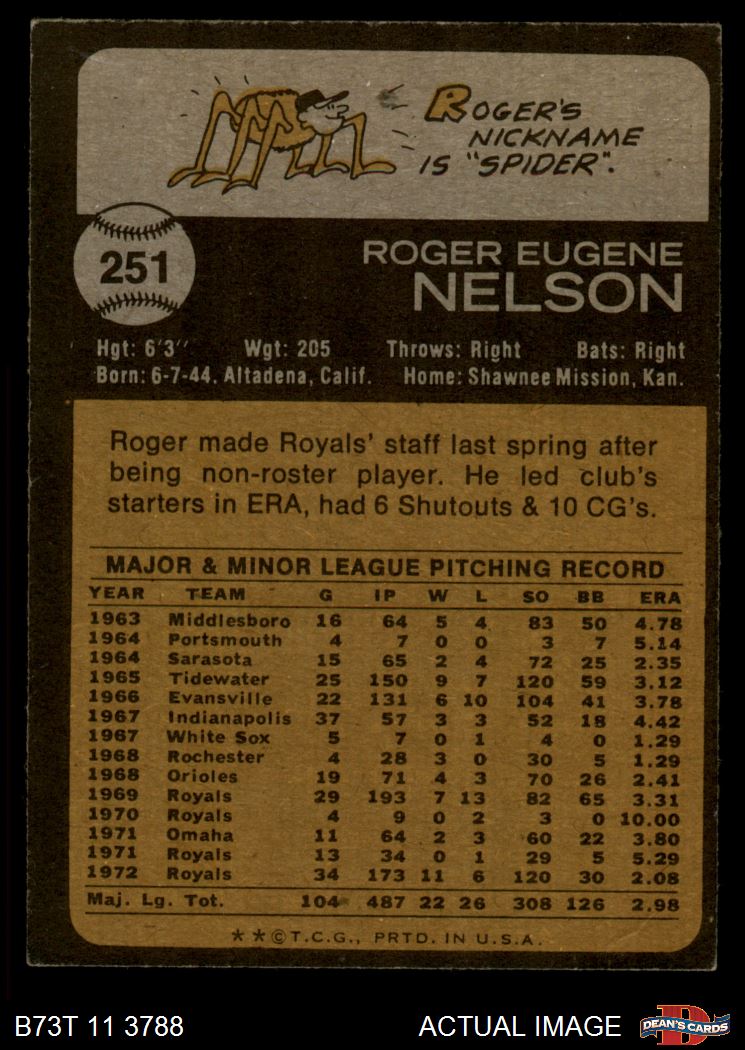 ROGER'S
NICKNAME
IS "SPIDER".
251
ROGER EUGENE
NELSON
Hgt: 6'3'' Wgt: 205 Throws: Right Bats: Right
Born: 6-7-44, Altadena, Calif. Home: Shawnee Mission, Kan.
Roger made Royals' staff last spring after
being non-roster player. He led club's
starters in ERA, had 6 Shutouts & 10 CG's.
MAJOR & MINOR LEAGUE PITCHING RECORD
YEAR TEAM G IP W L SO BB ERA
1963 Middlesboro 16 64 5 4 83 50 4.78
1964 Portsmouth 4 7 0 0 3 7 5.14
1964 Sarasota 15 65 2 4 72 25 2.35
1965 Tidewater 25 150 9 7 120 59 3.12
1966 Evansville 22 131 6 10 104 41 3.78
1967 Indianapolis 37 57 3 3 52 18 4.42
1967 White Sox 5 7 0 1 4 0 1.29
1968 Rochester 4 28 3 0 30 5 1.29
1968 Orioles 19 71 4 3 70 26 2.41
1969 Royals 29 193 7 13 82 65 3.31
1970 Royals 4 9 0 2 3 0 10.00
1971 Omaha 11 64 2 3 60 22 3.80
1971 Royals 13 34 0 1 29 5 5.29
1972 Royals 34 173 11 6 120 30 2.08
Maj. Lg. Tot. 104 487 22 26 308 126 2.98
**©T.C.G., PRTD. IN U.S.A.
B73T 11 3788 ACTUAL IMAGE D DEAN'S CARDS